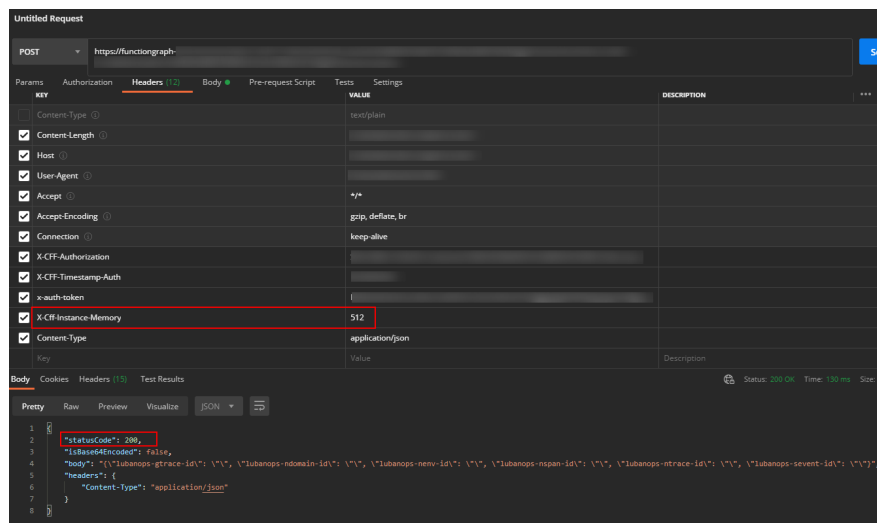 Untitled Request
POST https://functiongraph-
Params Authorization Headers (12) Body Pre-request Script Tests Settings
KEY VALUE DESCRIPTION
Content-Type text/plain
Content-Length
Host
User-Agent
Accept */*
Accept-Encoding gzip, deflate, br
Connection keep-alive
X-CFF-Authorization
X-CFF-Timestamp-Auth
x-auth-token
X-Cff-Instance-Memory 512
Content-Type application/json
Key Value Description
Body Cookies Headers (15) Test Results Status: 200 OK Time: 130 ms Size:
Pretty Raw Preview Visualize JSON
1 {
2 "statusCode": 200,
3 "isBase64Encoded": false,
4 "body": "{\"lubanops-gtrace-id\": \"\", \"lubanops-ndomain-id\": \"\", \"lubanops-nenv-id\": \"\", \"lubanops-nspan-id\": \"\", \"lubanops-ntrace-id\": \"\", \"lubanops-sevent-id\": \"\"}"
5 "headers": {
6 "Content-Type": "application/json"
7 }
8 }